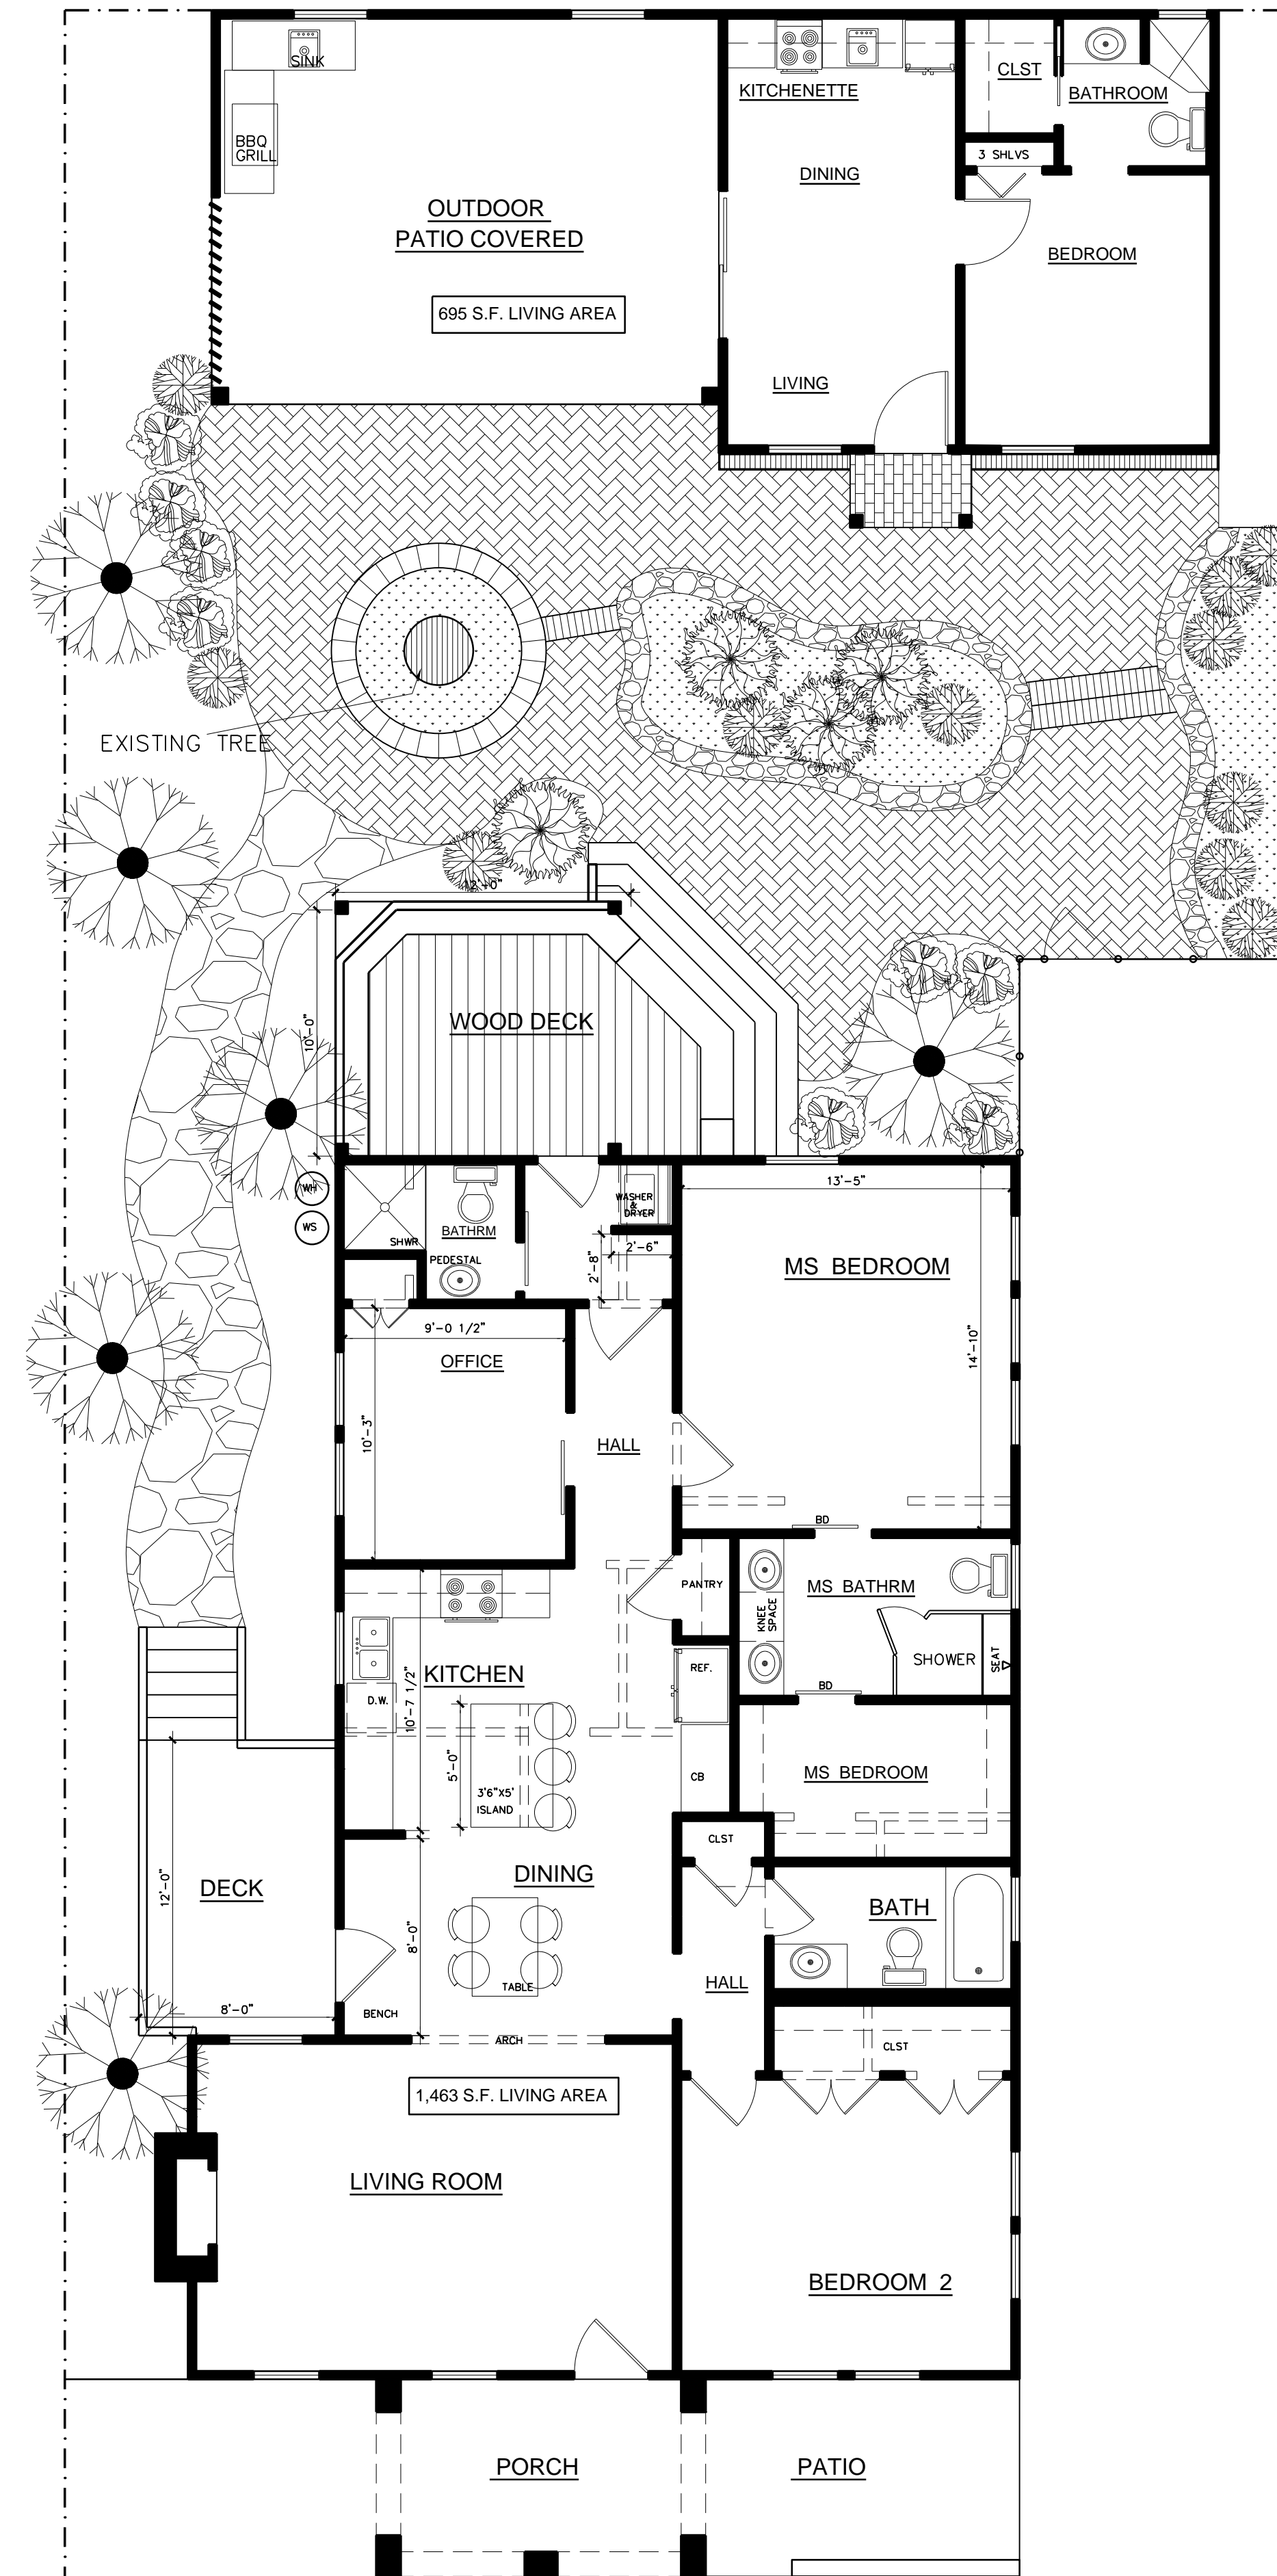 SINK
KITCHENETTE
CLST
BATHROOM
BBQ
GRILL
3 SHLVS
DINING
OUTDOOR
PATIO COVERED
BEDROOM
695 S.F. LIVING AREA
LIVING
EXISTING TREE
12'-0"
10'-0"
WOOD DECK
WH
WS
SHWR
BATHRM
PEDESTAL
WASHER
&
DRYER
2'-6"
2'-8"
13'-5"
MS BEDROOM
14'-10"
9'-0 1/2"
OFFICE
10'-3"
HALL
BD
PANTRY
MS BATHRM
KNEE
SPACE
SHOWER
SEAT
BD
REF.
KITCHEN
D.W.
10'-7 1/2"
5'-0"
3'6"X5'
ISLAND
CB
MS BEDROOM
CLST
DINING
DECK
12'-0"
8'-0"
8'-0"
TABLE
BENCH
BATH
HALL
ARCH
CLST
1,463 S.F. LIVING AREA
LIVING ROOM
BEDROOM 2
PORCH
PATIO